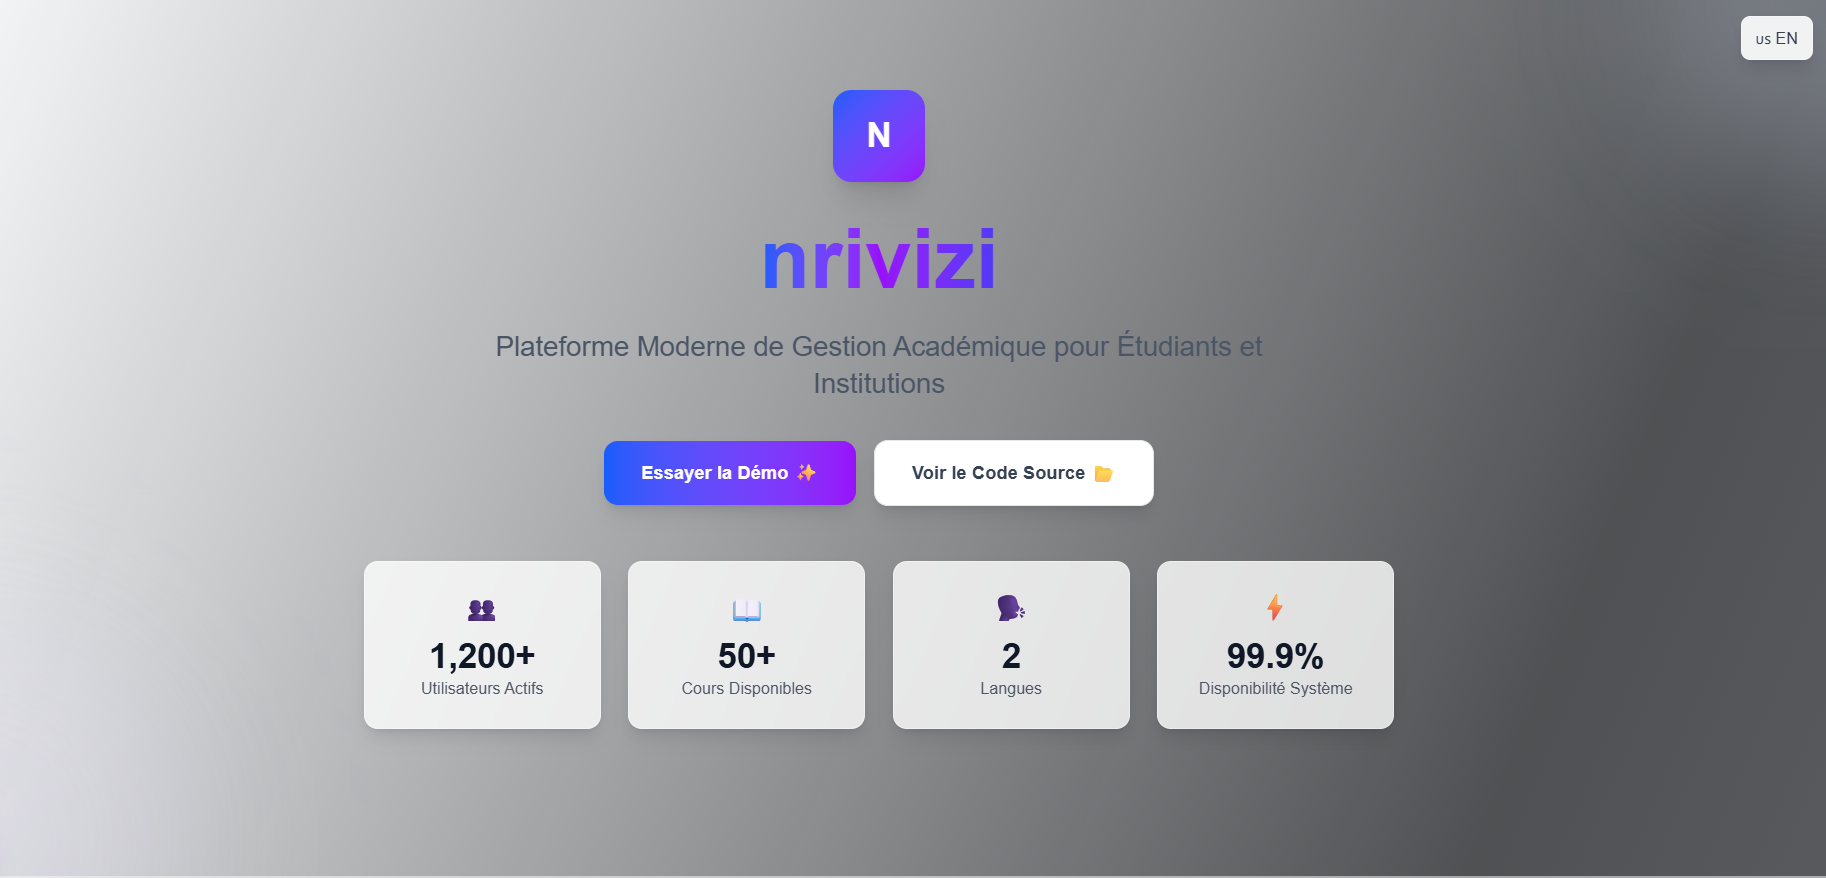 us EN
N
nrivizi
Plateforme Moderne de Gestion Académique pour Étudiants et
Institutions
Essayer la Démo ✨
Voir le Code Source 📂
1,200+
Utilisateurs Actifs
50+
Cours Disponibles
2
Langues
99.9%
Disponibilité Système